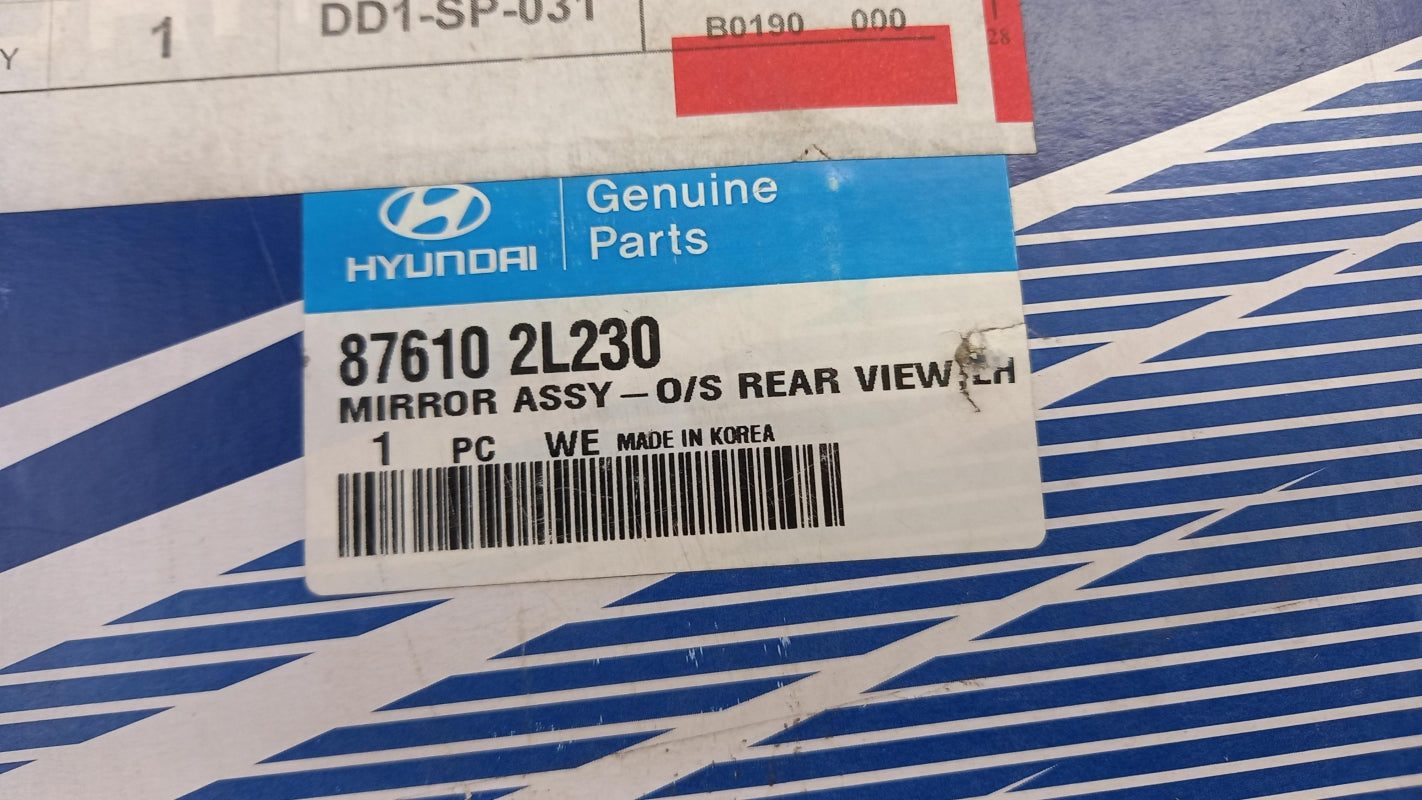 Y 1 DD1-SP-031 B0190 000
28
HYUNDAI
Genuine
Parts
87610 2L230
MIRROR ASSY-O/S REAR VIEW,LH
1 PC WE MADE IN KOREA